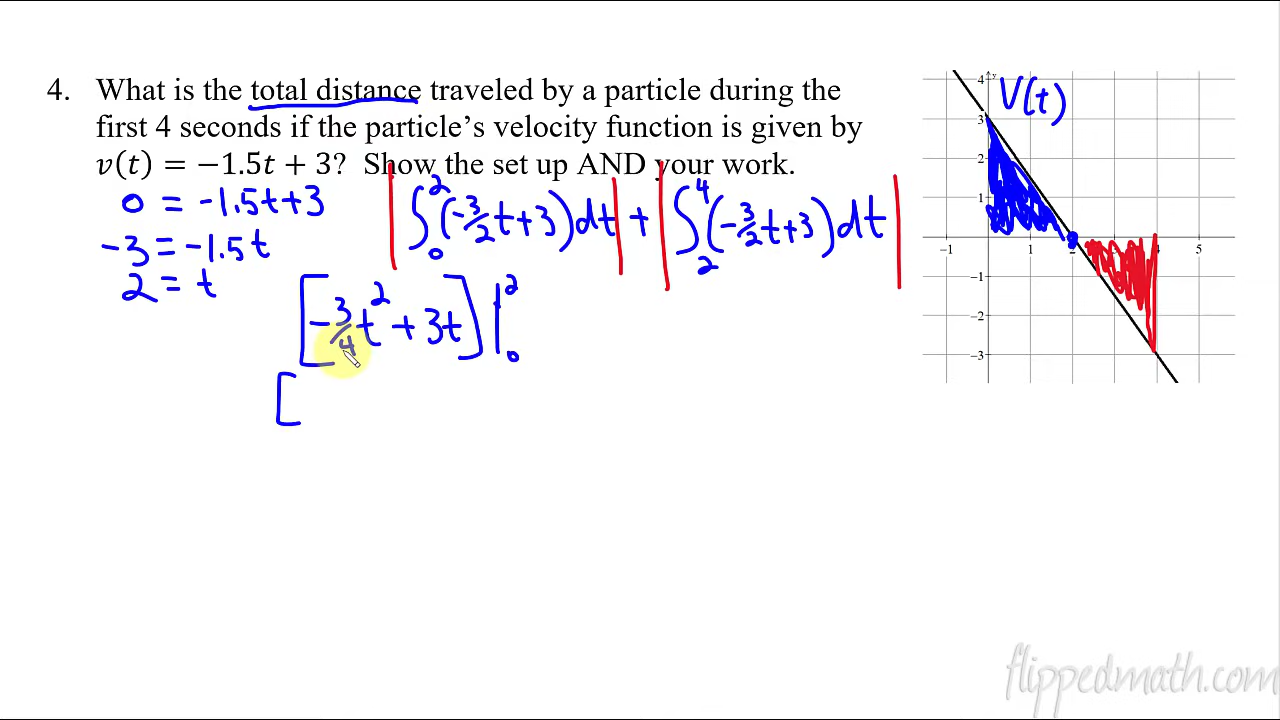 4. What is the total distance traveled by a particle during the
first 4 seconds if the particle's velocity function is given by
v(t) = −1.5t + 3? Show the set up AND your work.
0 = -1.5t+3
-3 = -1.5t
2 = t
|∫₀² (-3/2 t+3) dt| + |∫₂⁴ (-3/2 t+3) dt|
[-3/4 t² + 3t] |₀²
[
V(t)
y
4
3
2
1
−1 2 4 5
−1
−2
−3
flippedmath.com